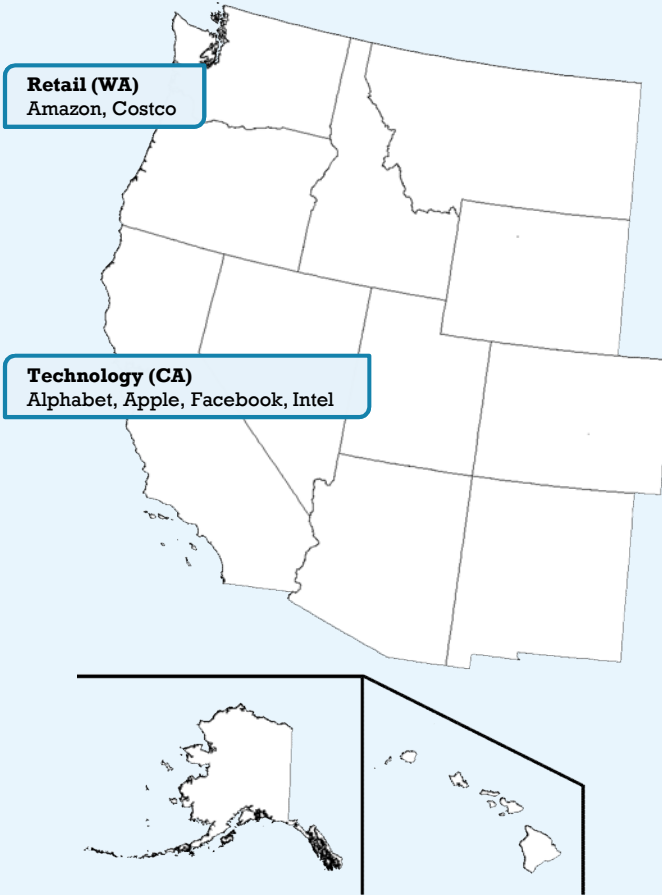 Retail (WA)
Amazon, Costco
Technology (CA)
Alphabet, Apple, Facebook, Intel